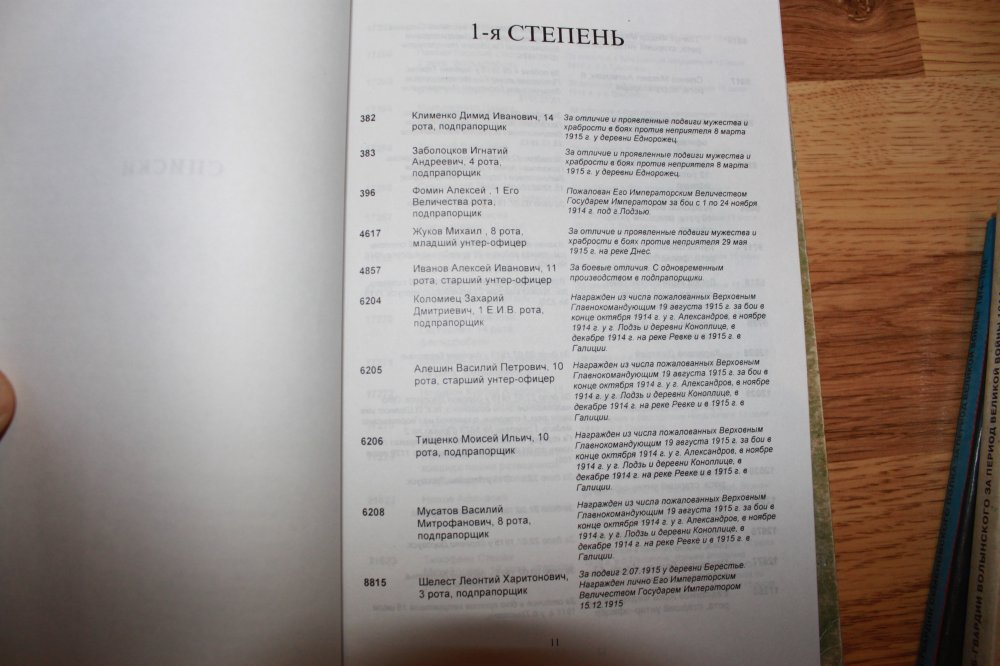 1-я СТЕПЕНЬ
382 Клименко Димид Иванович, 14 рота, подпрапорщик
За отличие и проявленные подвиги мужества и
храбрости в боях против неприятеля 8 марта
1915 г. у деревни Еднорожец.
383 Заболоцков Игнатий
Андреевич, 4 рота,
подпрапорщик
За отличие и проявленные подвиги мужества и
храбрости в боях против неприятеля 8 марта
1915 г. у деревни Еднорожец.
396 Фомин Алексей , 1 Его
Величества рота,
подпрапорщик
Пожалован Его Императорским Величеством
Государем Императором за бои с 1 по 24 ноября
1914 г. под г.Лодзью.
4617 Жуков Михаил , 8 рота,
младший унтер-офицер
За отличие и проявленные подвиги мужества и
храбрости в боях против неприятеля 29 мая
1915 г. на реке Днес.
4857 Иванов Алексей Иванович, 11
рота, старший унтер-офицер
За боевые отличия. С одновременным
производством в подпрапорщики.
6204 Коломиец Захарий
Дмитриевич, 1 Е.И.В. рота,
подпрапорщик
Награжден из числа пожалованных Верховным
Главнокомандующим 19 августа 1915 г. за бои в
конце октября 1914 г. у г. Александров, в ноябре
1914 г. у г. Лодзь и деревни Коноплице, в
декабре 1914 г. на реке Ревке и в 1915 г. в
Галиции.
6205 Алешин Василий Петрович, 10
рота, старший унтер-офицер
Награжден из числа пожалованных Верховным
Главнокомандующим 19 августа 1915 г. за бои в
конце октября 1914 г. у г. Александров, в ноябре
1914 г. у г. Лодзь и деревни Коноплице, в
декабре 1914 г. на реке Ревке и в 1915 г. в
Галиции.
6206 Тищенко Моисей Ильич, 10
рота, подпрапорщик
Награжден из числа пожалованных Верховным
Главнокомандующим 19 августа 1915 г. за бои в
конце октября 1914 г. у г. Александров, в ноябре
1914 г. у г. Лодзь и деревни Коноплице, в
декабре 1914 г. на реке Ревке и в 1915 г. в
Галиции.
6208 Мусатов Василий
Митрофанович, 8 рота,
подпрапорщик
Награжден из числа пожалованных Верховным
Главнокомандующим 19 августа 1915 г. за бои в
конце октября 1914 г. у г. Александров, в ноябре
1914 г. у г. Лодзь и деревни Коноплице, в
декабре 1914 г. на реке Ревке и в 1915 г. в
Галиции.
8815 Шелест Леонтий Харитонович,
3 рота, подпрапорщик
За подвиг 2.07.1915 у деревни Берестье.
Награжден лично Его Императорским
Величеством Государем Императором
15.12.1915
11
-ГВАРДИИ ВОЛЫНСКОГО ЗА ПЕРИОД ВЕЛИКОЙ ВОЙНЫ